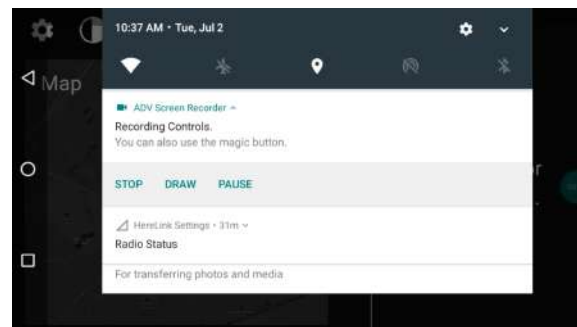 10:37 AM • Tue, Jul 2
Map
ADV Screen Recorder
Recording Controls.
You can also use the magic button.
STOP DRAW PAUSE
HereLink Settings • 31m
Radio Status
For transferring photos and media